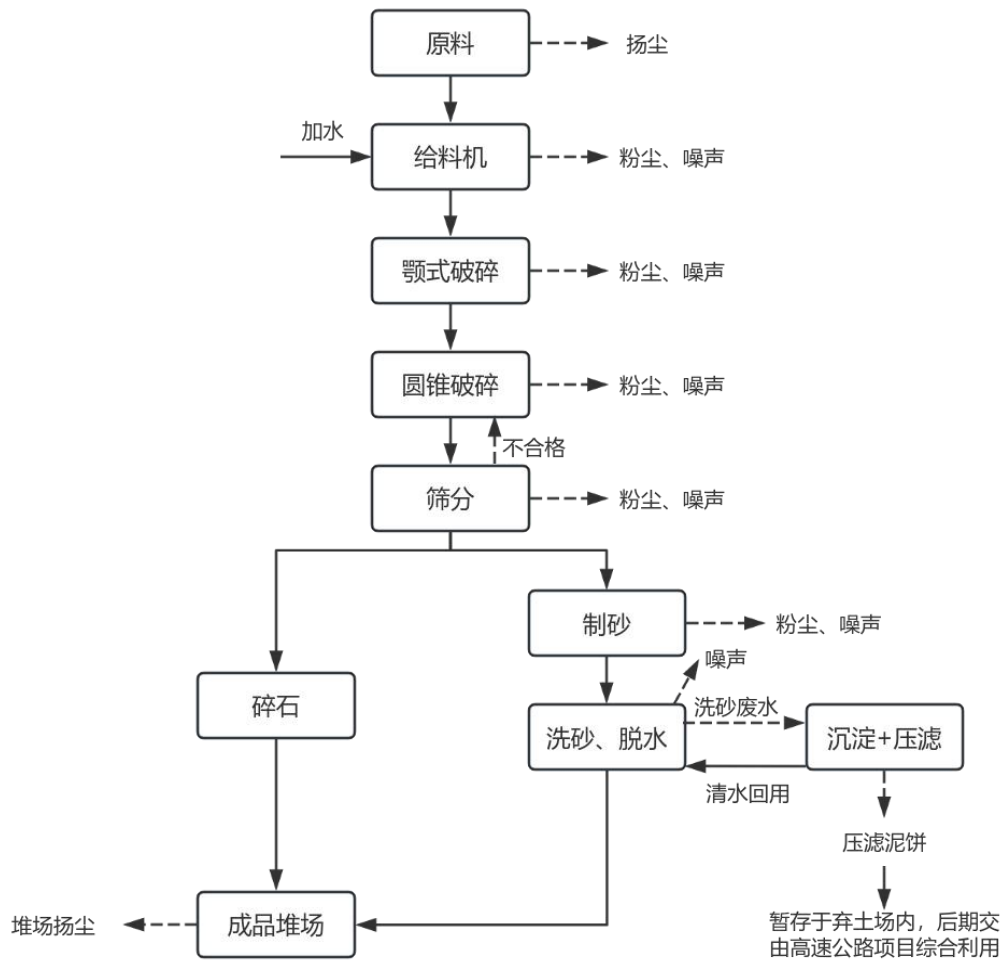 原料
扬尘
加水
给料机
粉尘、噪声
颚式破碎
粉尘、噪声
圆锥破碎
粉尘、噪声
不合格
筛分
粉尘、噪声
制砂
粉尘、噪声
噪声
碎石
洗砂、脱水
洗砂废水
沉淀+压滤
清水回用
压滤泥饼
堆场扬尘
成品堆场
暂存于弃土场内，后期交
由高速公路项目综合利用